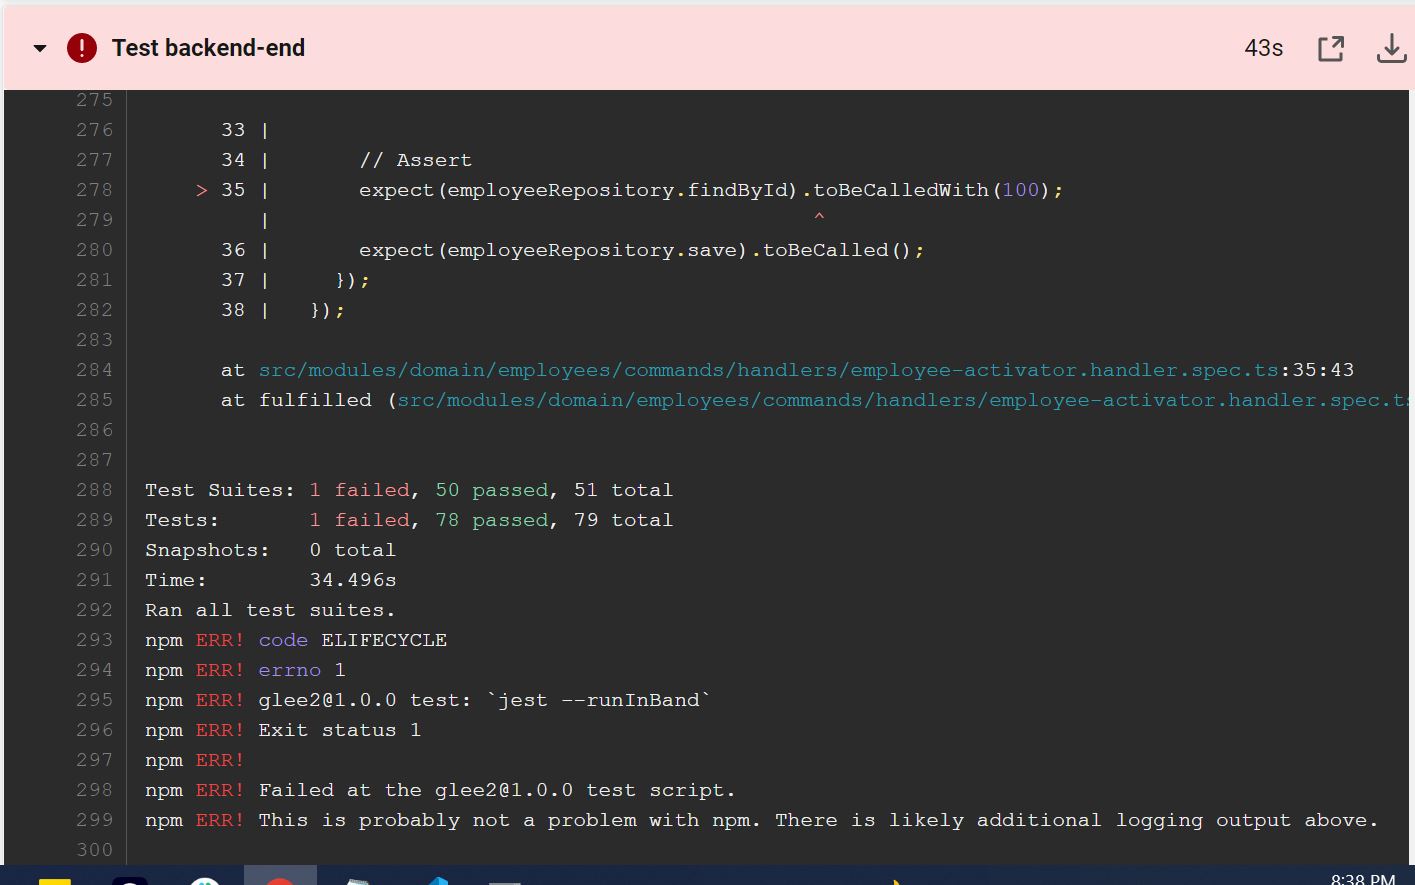 Test backend-end 43s
275
276 33 |
277 34 | // Assert
278 > 35 | expect(employeeRepository.findById).toBeCalledWith(100);
279 | ^
280 36 | expect(employeeRepository.save).toBeCalled();
281 37 | });
282 38 | });
283
284 at src/modules/domain/employees/commands/handlers/employee-activator.handler.spec.ts:35:43
285 at fulfilled (src/modules/domain/employees/commands/handlers/employee-activator.handler.spec.ts
286
287
288 Test Suites: 1 failed, 50 passed, 51 total
289 Tests: 1 failed, 78 passed, 79 total
290 Snapshots: 0 total
291 Time: 34.496s
292 Ran all test suites.
293 npm ERR! code ELIFECYCLE
294 npm ERR! errno 1
295 npm ERR! glee2@1.0.0 test: `jest --runInBand`
296 npm ERR! Exit status 1
297 npm ERR!
298 npm ERR! Failed at the glee2@1.0.0 test script.
299 npm ERR! This is probably not a problem with npm. There is likely additional logging output above.
300
8:38 PM